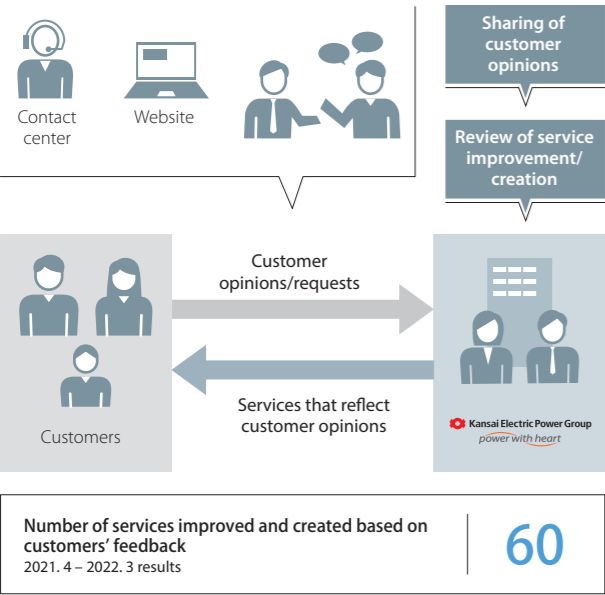 Contact
center
Website
Sharing of
customer
opinions
Review of service
improvement/
creation
Customer
opinions/requests
Services that reflect
customer opinions
Customers
Kansai Electric Power Group
power with heart
Number of services improved and created based on
customers' feedback
2021. 4 – 2022. 3 results
60